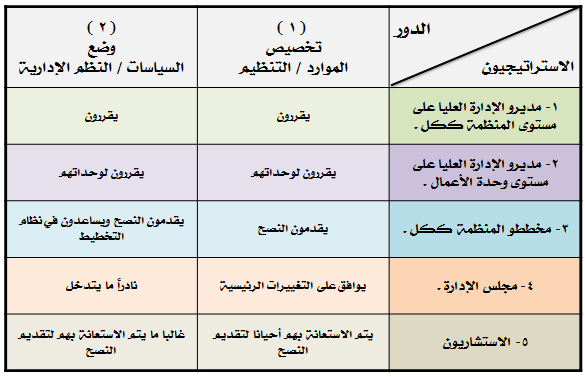 الدور
الاستراتيجيون
( ١ )
تخصيص
الموارد / التنظيم
( ٢ )
وضع
السياسات / النظم الإدارية
١- مديرو الإدارة العليا على
مستوى المنظمة ككل .
يقررون
يقررون
٢- مديرو الإدارة العليا على
مستوى وحدة الأعمال .
يقررون لوحداتهم
يقررون لوحداتهم
٣- مخططو المنظمة ككل .
يقدمون النصح
يقدمون النصح ويساعدون في نظام
التخطيط
٤- مجلس الإدارة .
يوافق على التغييرات الرئيسية
نادراً ما يتدخل
٥- الاستشاريون
يتم الاستعانة بهم أحيانا لتقديم
النصح
غالبا ما يتم الاستعانة بهم لتقديم
النصح